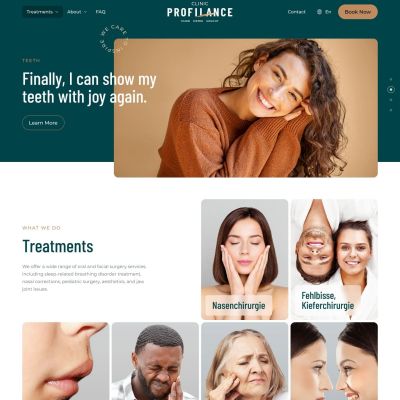 Treatments
About
FAQ
CLINIC
PROFILANCE
Contact
En
Book Now
WE CARE
TEETH
Finally, I can show my
teeth with joy again.
Learn More
WHAT WE DO
Treatments
We offer a wide range of oral and facial surgery services,
including sleep-related breathing disorder treatment,
nasal corrections, pediatric surgery, aesthetics, and jaw
joint issues.
Nasenchirurgie
Fehlbisse,
Kieferchirurgie